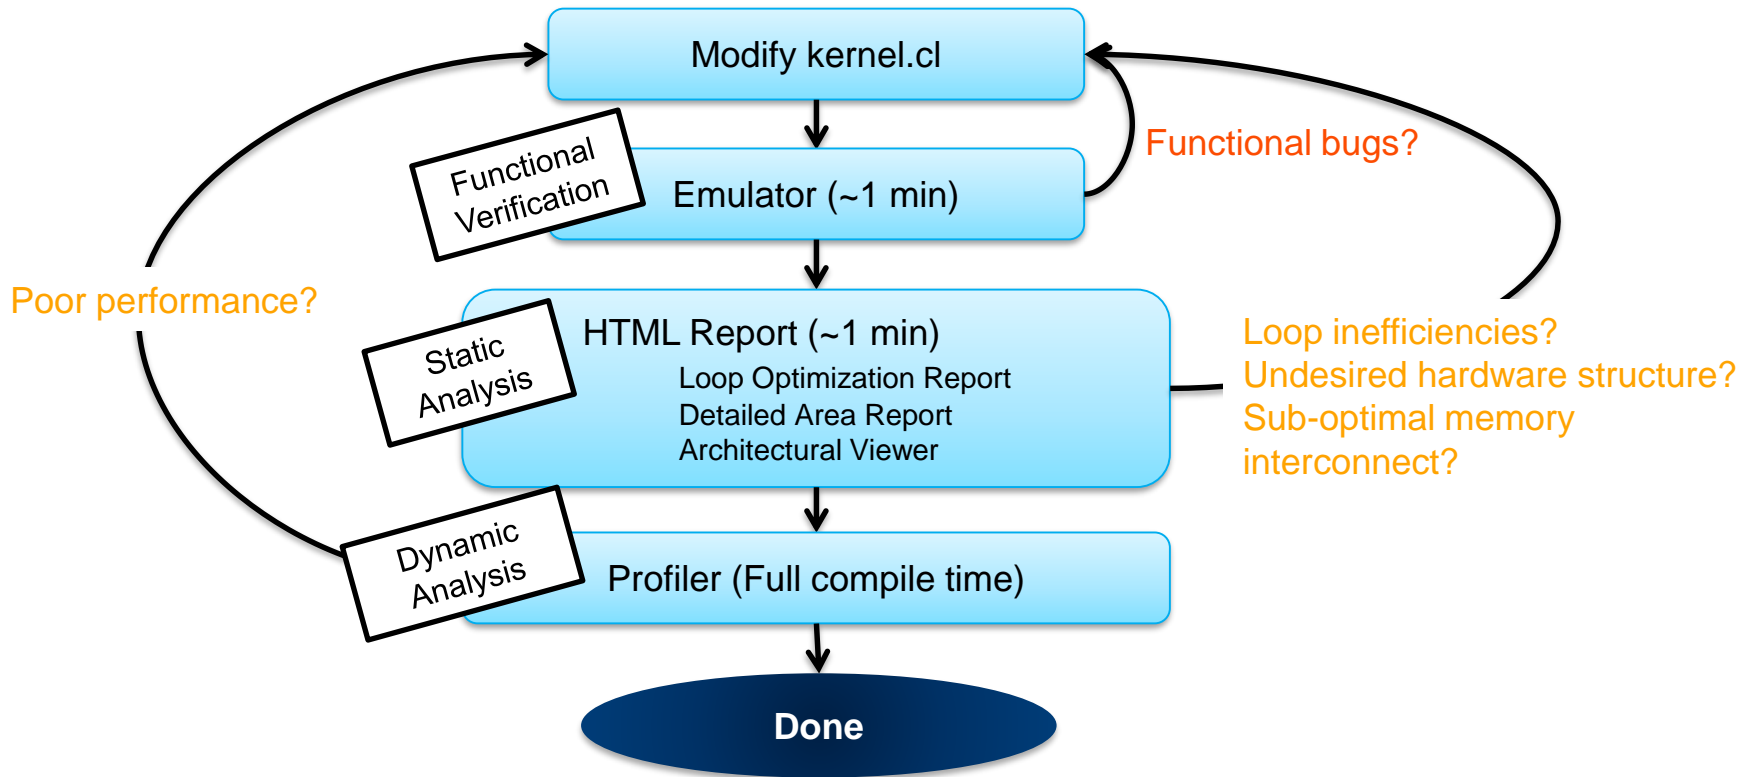 Modify kernel.cl
Functional
Verification
Emulator (~1 min)
Functional bugs?
Poor performance?
Static
Analysis
HTML Report (~1 min)
Loop Optimization Report
Detailed Area Report
Architectural Viewer
Loop inefficiencies?
Undesired hardware structure?
Sub-optimal memory
interconnect?
Dynamic
Analysis
Profiler (Full compile time)
Done